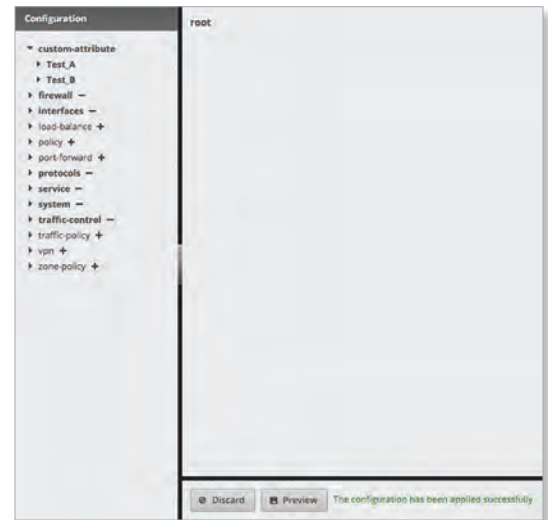 Configuration
custom-attribute
Test_A
Test_B
firewall −
interfaces −
load-balance +
policy +
port-forward +
protocols −
service −
system −
traffic-control −
traffic-policy +
vpn +
zone-policy +
root
Discard
Preview
The configuration has been applied successfully